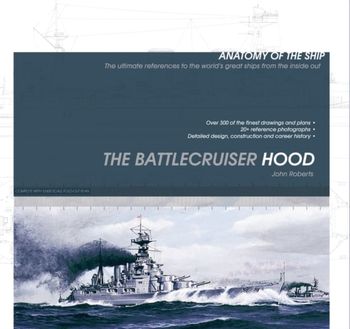 ANATOMY OF THE SHIP
The ultimate references to the world's great ships from the inside out
Over 300 of the finest drawings and plans •
20+ reference photographs •
Detailed design, construction and career history •
THE BATTLECRUISER HOOD
John Roberts